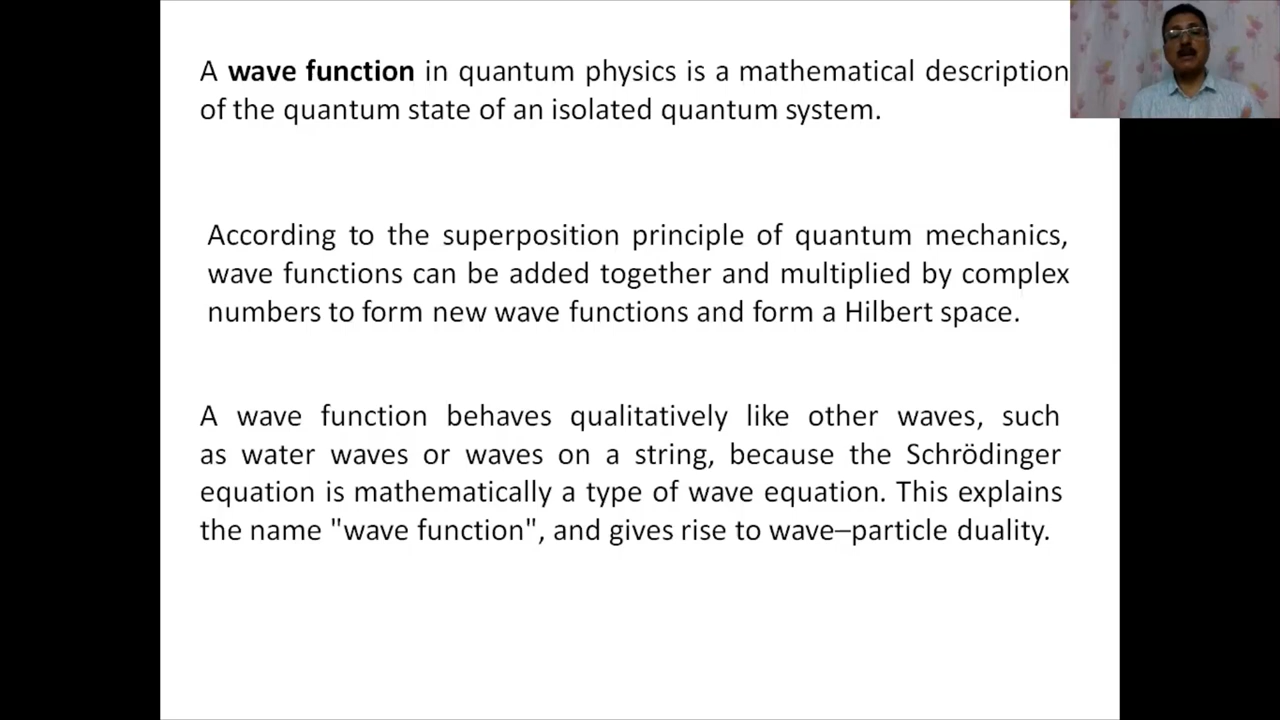 A wave function in quantum physics is a mathematical description
of the quantum state of an isolated quantum system.
According to the superposition principle of quantum mechanics,
wave functions can be added together and multiplied by complex
numbers to form new wave functions and form a Hilbert space.
A wave function behaves qualitatively like other waves, such
as water waves or waves on a string, because the Schrödinger
equation is mathematically a type of wave equation. This explains
the name "wave function", and gives rise to wave–particle duality.